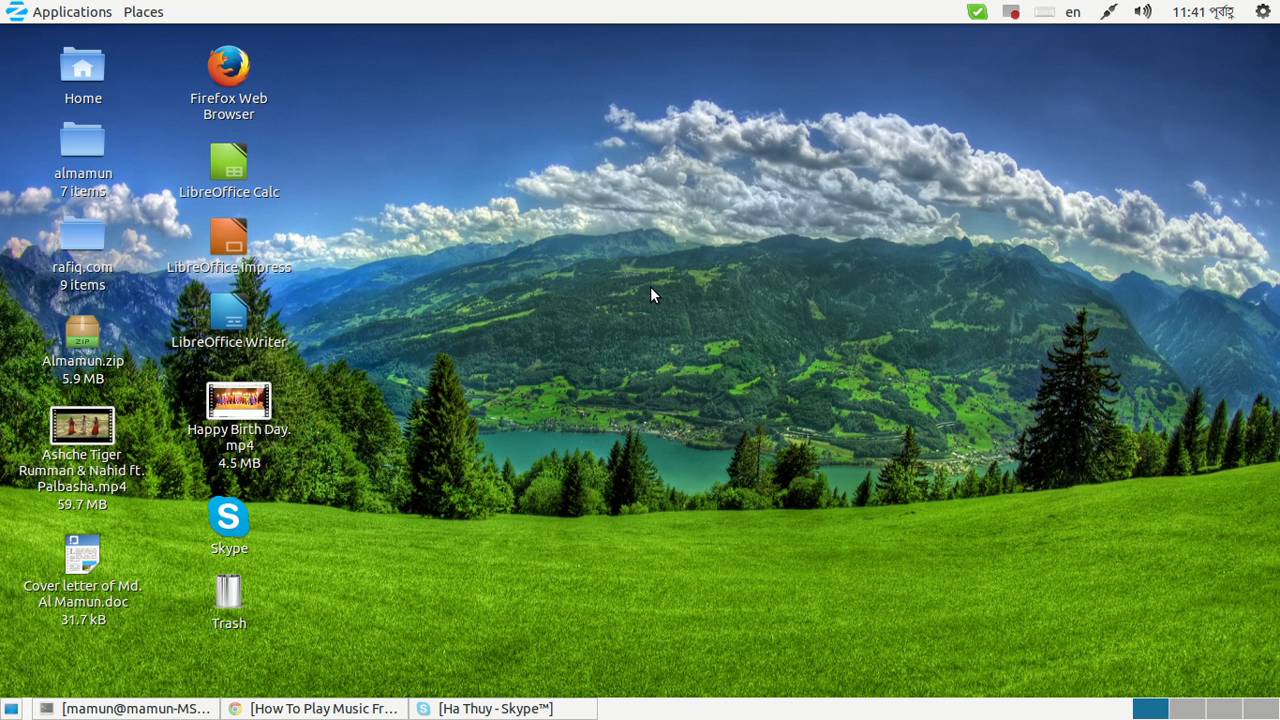 Applications Places
en
11:41 পূর্বাহ্ণ
Home
almamun
7 items
rafiq.com
9 items
ZIP
Almamun.zip
5.9 MB
Ashche Tiger
Rumman & Nahid ft.
Palbasha.mp4
59.7 MB
Cover letter of Md.
Al Mamun.doc
31.7 kB
Firefox Web
Browser
LibreOffice Calc
LibreOffice Impress
LibreOffice Writer
Happy Birth Day.
mp4
4.5 MB
Skype
Trash
[mamun@mamun-MS...
[How To Play Music Fr...
[Ha Thuy - Skype™]